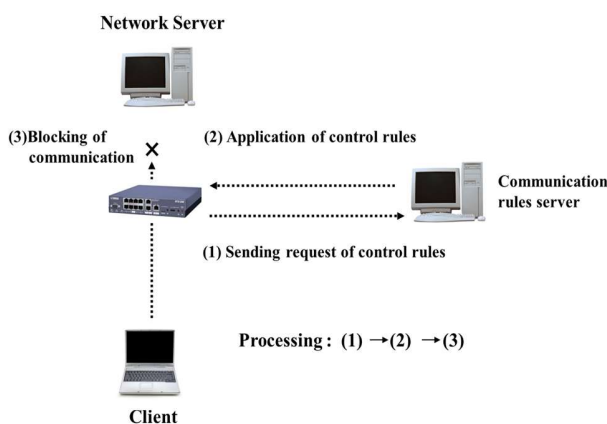 Network Server
(3)Blocking of
communication
(2) Application of control rules
Communication
rules server
(1) Sending request of control rules
Processing : (1) →(2) →(3)
Client